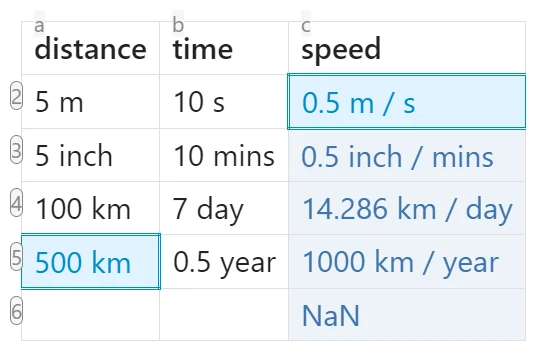 a b c
distance time speed
2 5 m 10 s 0.5 m / s
3 5 inch 10 mins 0.5 inch / mins
4 100 km 7 day 14.286 km / day
5 500 km 0.5 year 1000 km / year
6 NaN